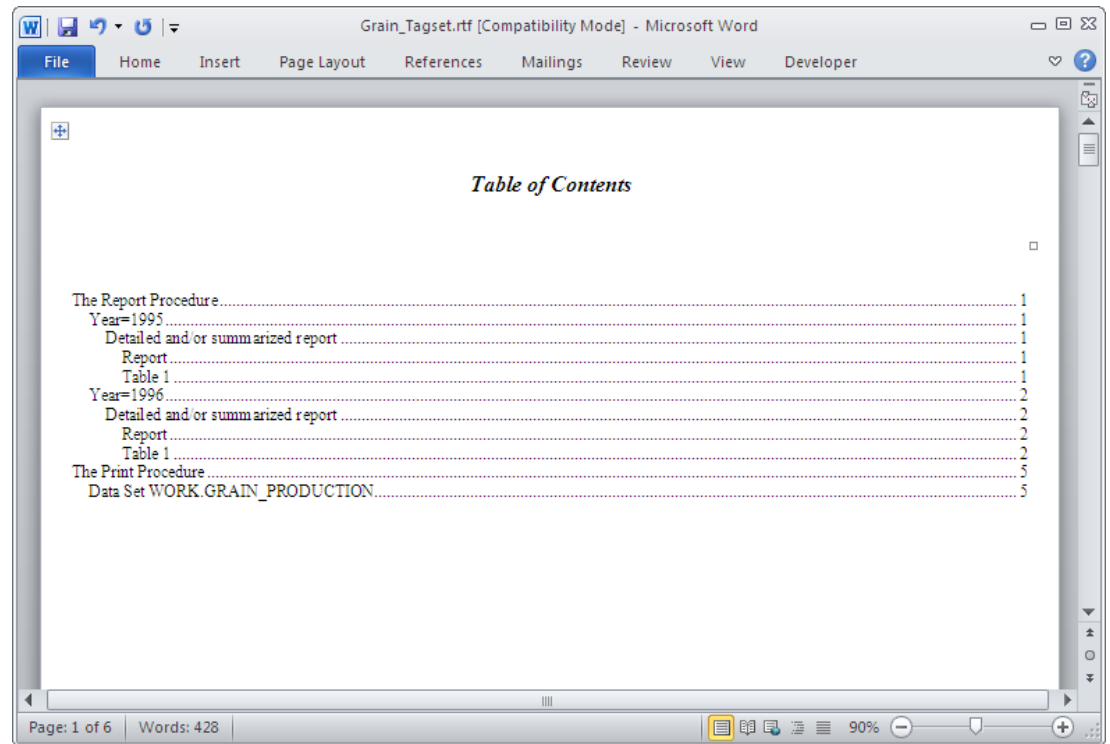 Grain_Tagset.rtf [Compatibility Mode] - Microsoft Word
File Home Insert Page Layout References Mailings Review View Developer
Table of Contents
The Report Procedure.....1
Year=1995.....1
Detailed and/or summarized report.....1
Report.....1
Table 1.....1
Year=1996.....2
Detailed and/or summarized report.....2
Report.....2
Table 1.....2
The Print Procedure.....5
Data Set WORK.GRAIN_PRODUCTION.....5
Page: 1 of 6 Words: 428 90%